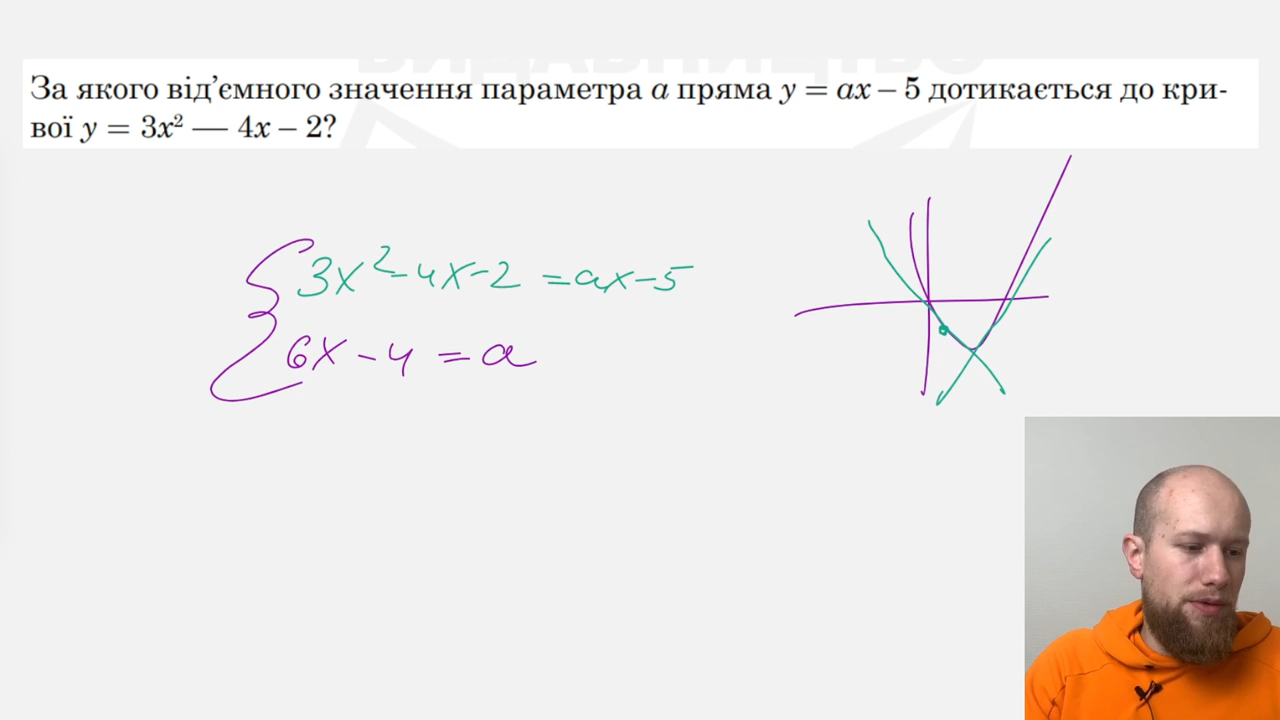 За якого від’ємного значення параметра a пряма y = ax – 5 дотикається до кри-
вої y = 3x² — 4x – 2?
3x²-4x-2 = ax-5
6x-4 = a